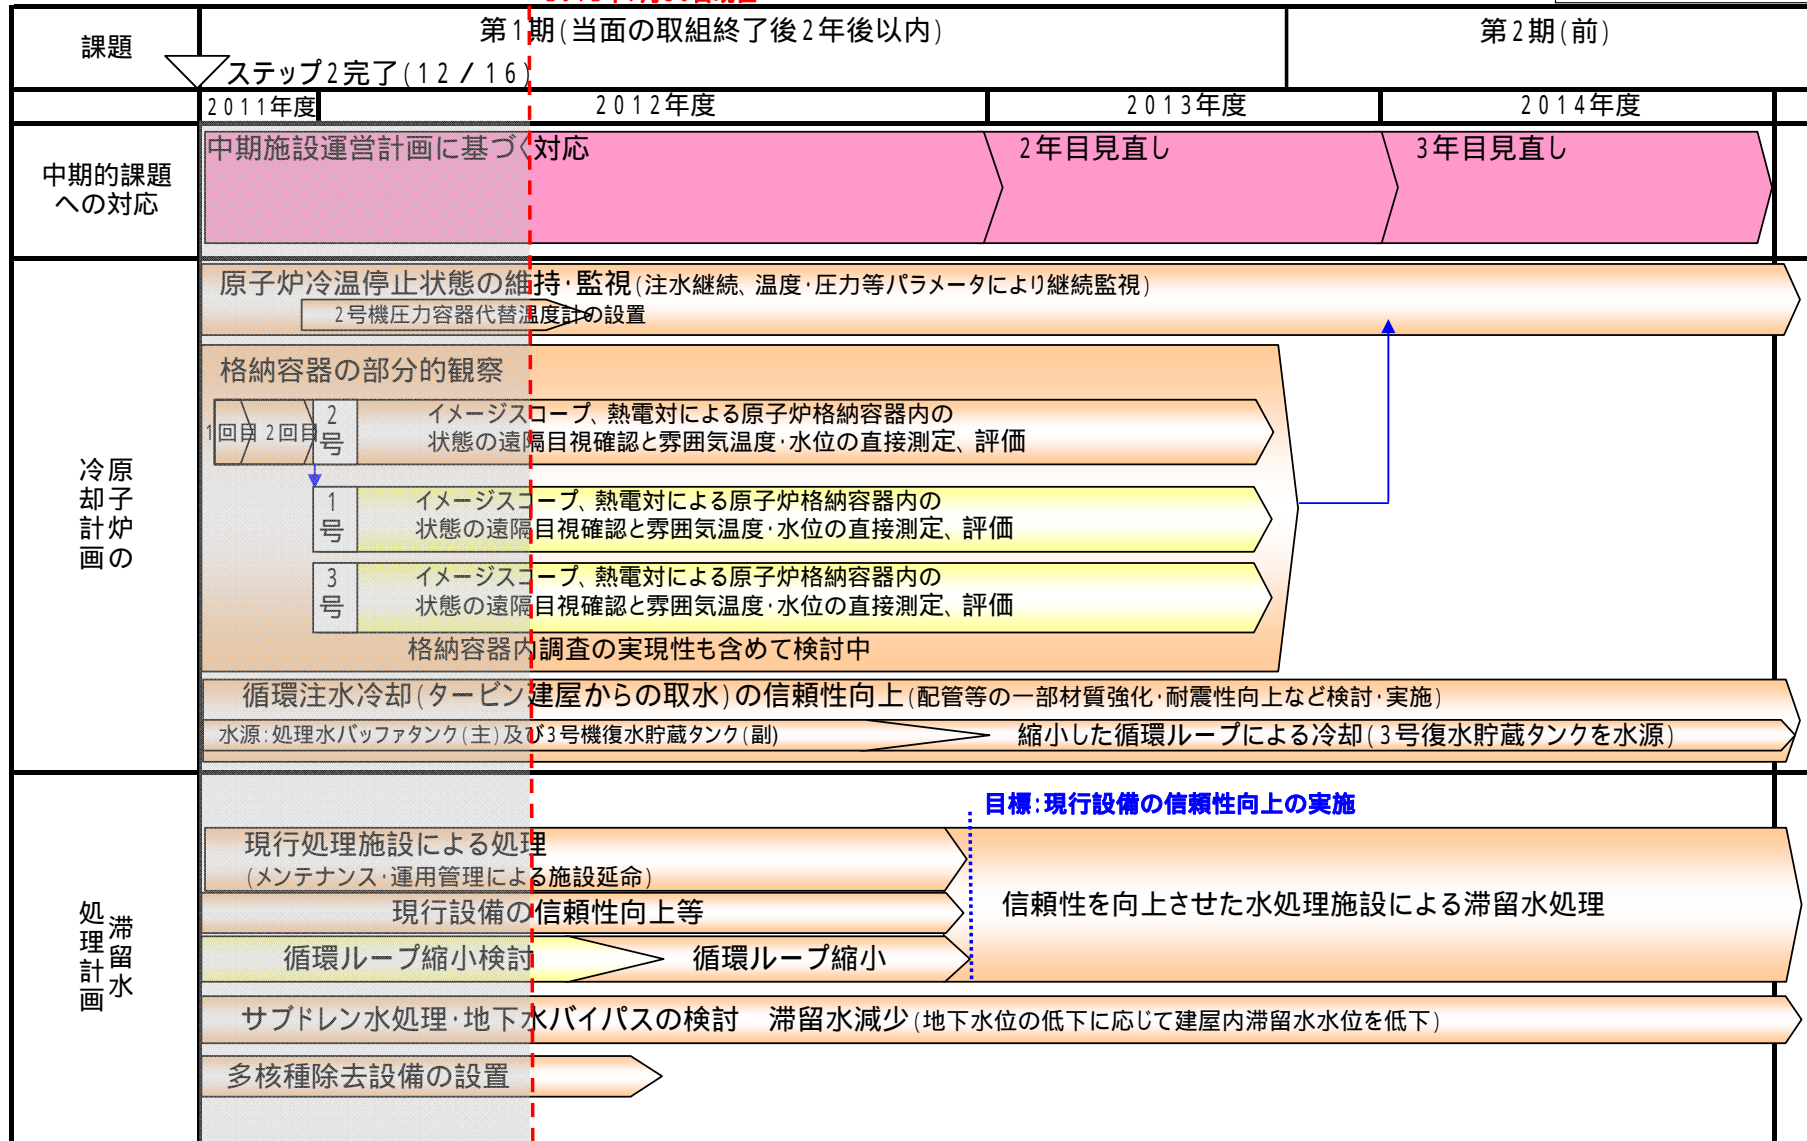 課題
第1期(当面の取組終了後2年後以内)
第2期(前)
ステップ2完了(12/16)
2011年度
2012年度
2013年度
2014年度
中期的課題
への対応
中期施設運営計画に基づく対応
2年目見直し
3年目見直し
原子炉の
冷却計画
原子炉冷温停止状態の維持・監視(注水継続、温度・圧力等パラメータにより継続監視)
2号機圧力容器代替温度計の設置
格納容器の部分的観察
1回目
2回目
2号
イメージスコープ、熱電対による原子炉格納容器内の
状態の遠隔目視確認と雰囲気温度・水位の直接測定、評価
1号
イメージスコープ、熱電対による原子炉格納容器内の
状態の遠隔目視確認と雰囲気温度・水位の直接測定、評価
3号
イメージスコープ、熱電対による原子炉格納容器内の
状態の遠隔目視確認と雰囲気温度・水位の直接測定、評価
格納容器内調査の実現性も含めて検討中
循環注水冷却(タービン建屋からの取水)の信頼性向上(配管等の一部材質強化・耐震性向上など検討・実施)
水源:処理水バッファタンク(主)及び3号機復水貯蔵タンク(副)
縮小した循環ループによる冷却(3号復水貯蔵タンクを水源)
滞留水
処理計画
目標:現行設備の信頼性向上の実施
現行処理施設による処理
(メンテナンス・運用管理による施設延命)
現行設備の信頼性向上等
循環ループ縮小検討
循環ループ縮小
信頼性を向上させた水処理施設による滞留水処理
サブドレン水処理・地下水バイパスの検討　滞留水減少(地下水位の低下に応じて建屋内滞留水水位を低下)
多核種除去設備の設置